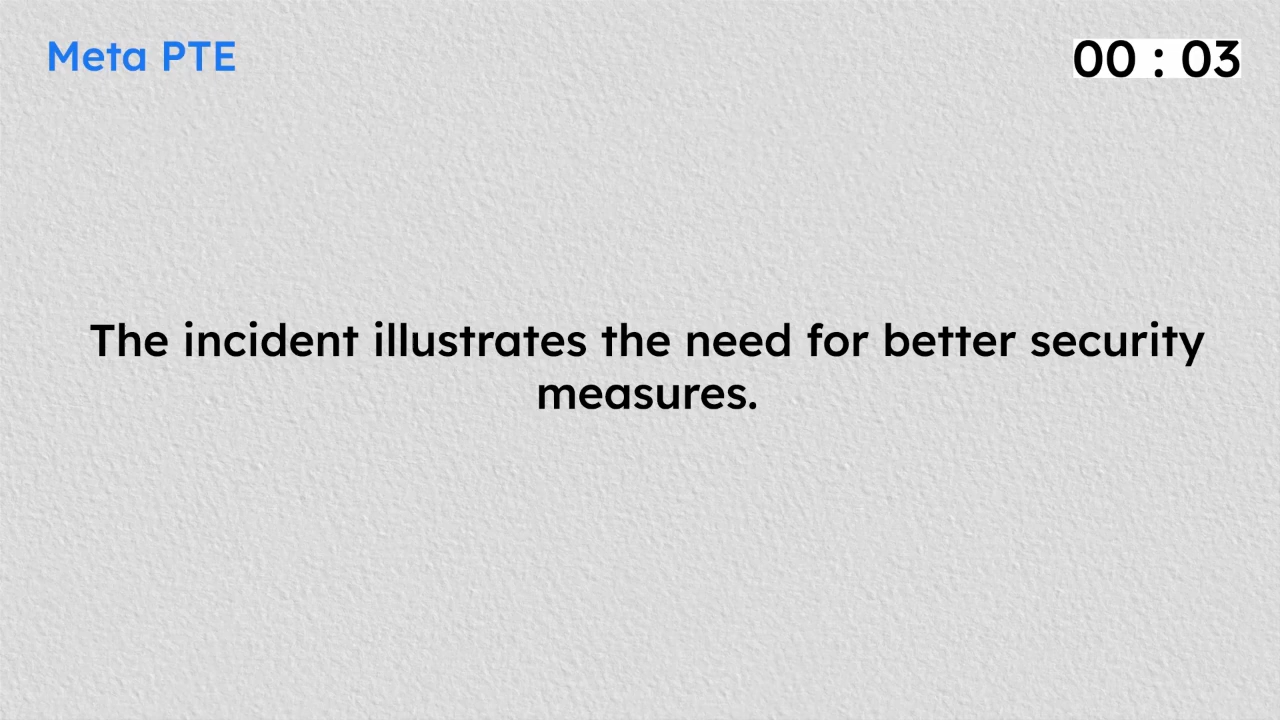 Meta PTE
00 : 03
The incident illustrates the need for better security
measures.